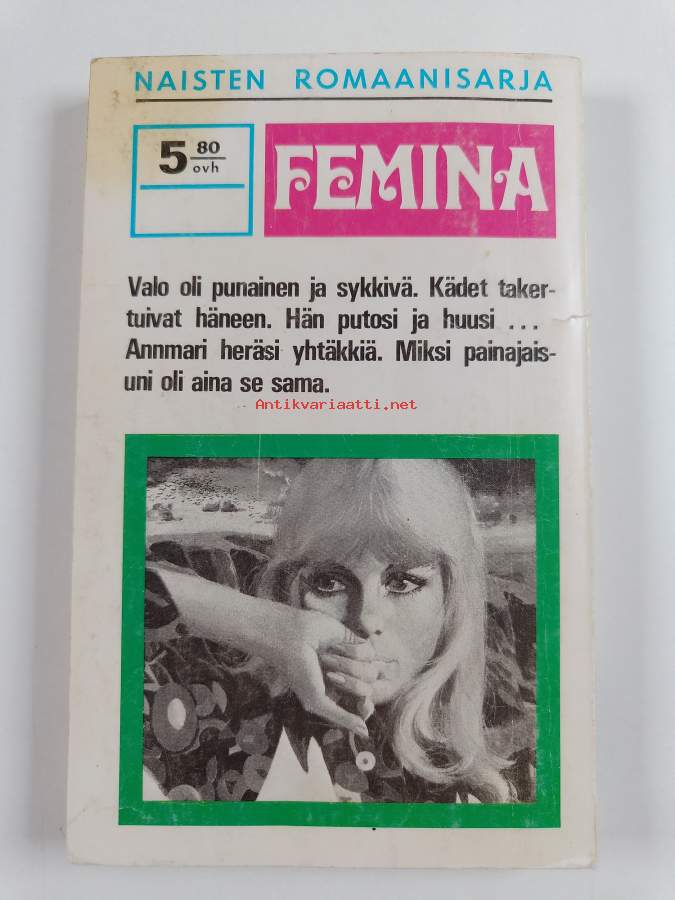 NAISTEN ROMAANISARJA
5 80
ovh
FEMINA
Valo oli punainen ja sykkivä. Kädet taker-
tuivat häneen. Hän putosi ja huusi ...
Annmari heräsi yhtäkkiä. Miksi painajais-
uni oli aina se sama.
Antikvariaatti.net